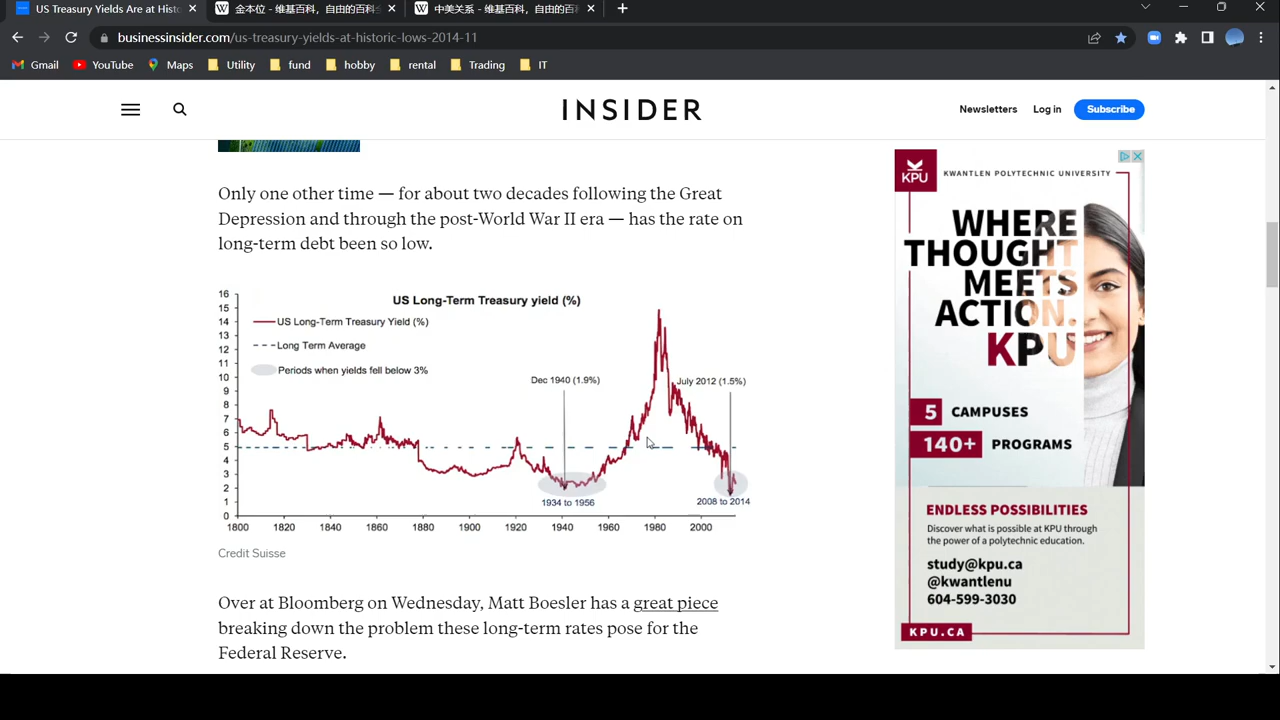 US Treasury Yields Are at Histo
金本位 - 维基百科，自由的百科全
中美关系 - 维基百科，自由的百科
businessinsider.com/us-treasury-yields-at-historic-lows-2014-11
Gmail YouTube Maps Utility fund hobby rental Trading IT
INSIDER
Newsletters Log in Subscribe
Only one other time — for about two decades following the Great
Depression and through the post-World War II era — has the rate on
long-term debt been so low.
US Long-Term Treasury yield (%)
US Long-Term Treasury Yield (%)
Long Term Average
Periods when yields fell below 3%
Dec 1940 (1.9%)
July 2012 (1.5%)
16
15
14
13
12
11
10
9
8
7
6
5
4
3
2
1
0
1934 to 1956
2008 to 2014
1800 1820 1840 1860 1880 1900 1920 1940 1960 1980 2000
Credit Suisse
Over at Bloomberg on Wednesday, Matt Boesler has a great piece
breaking down the problem these long-term rates pose for the
Federal Reserve.
KPU
KWANTLEN POLYTECHNIC UNIVERSITY
WHERE
THOUGHT
MEETS
ACTION.
KPU
5 CAMPUSES
140+ PROGRAMS
ENDLESS POSSIBILITIES
Discover what is possible at KPU through
the power of a polytechnic education.
study@kpu.ca
@kwantlenu
604-599-3030
KPU.CA